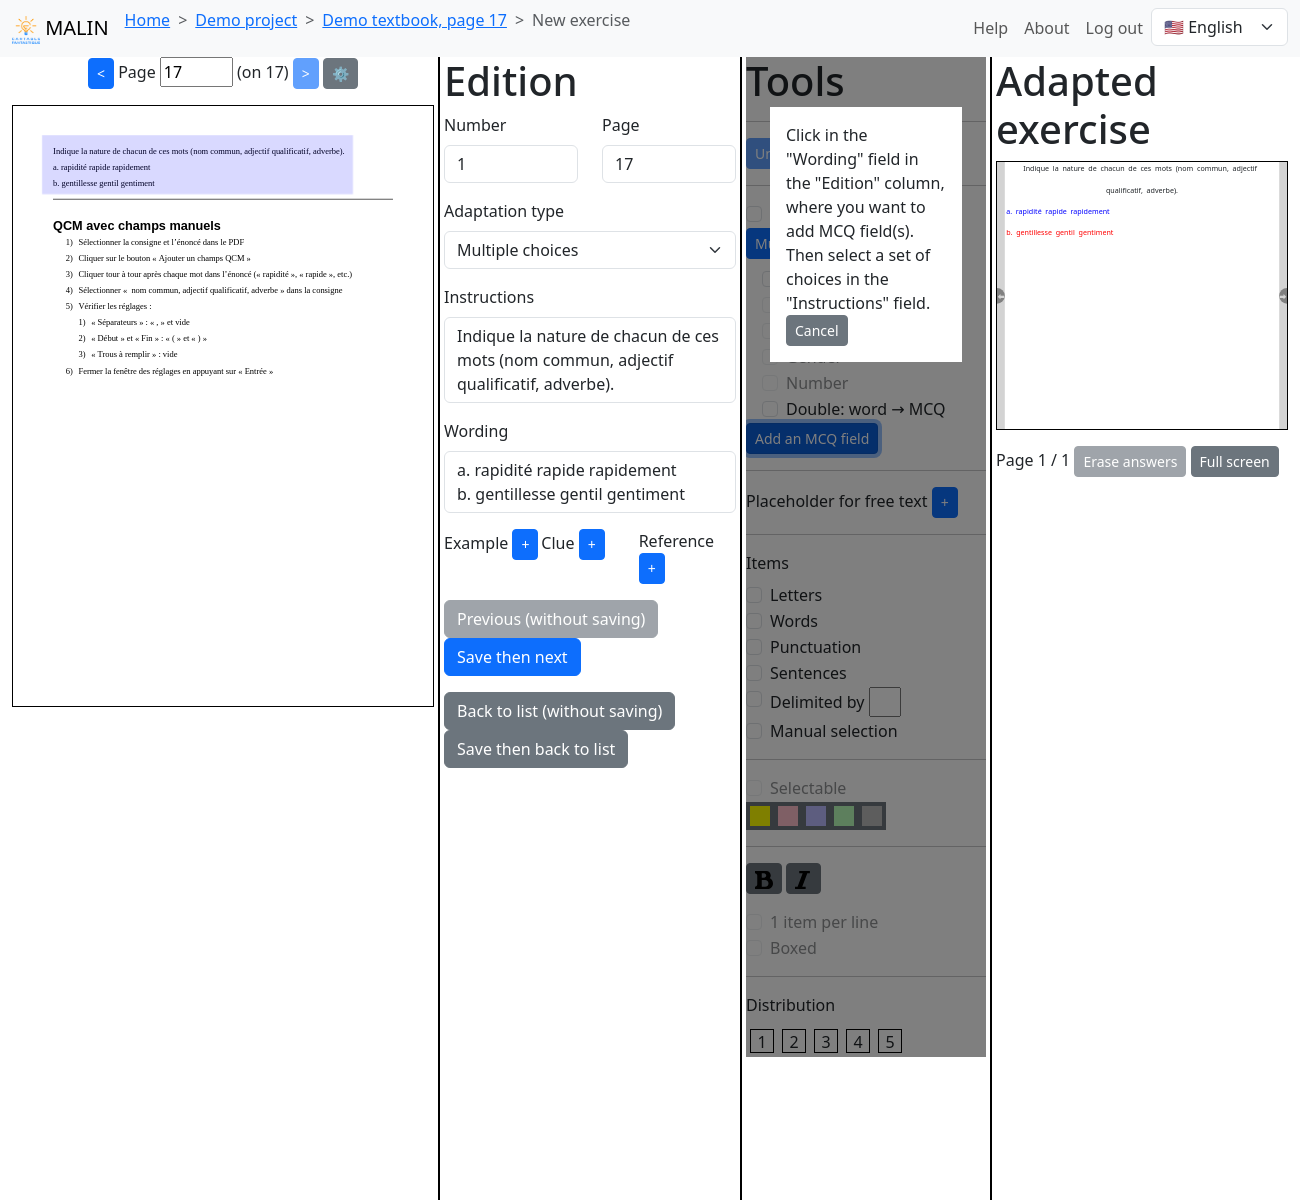 MALIN
Home > Demo project > Demo textbook, page 17 > New exercise
Help About Log out 🇺🇸 English
< Page 17 (on 17) > ⚙️
Indique la nature de chacun de ces mots (nom commun, adjectif qualificatif, adverbe).
a. rapidité rapide rapidement
b. gentillesse gentil gentiment
QCM avec champs manuels
1) Sélectionner la consigne et l'énoncé dans le PDF
2) Cliquer sur le bouton « Ajouter un champs QCM »
3) Cliquer tour à tour après chaque mot dans l'énoncé (« rapidité », « rapide », etc.)
4) Sélectionner « nom commun, adjectif qualificatif, adverbe » dans la consigne
5) Vérifier les réglages :
1) « Séparateurs » : « , » et vide
2) « Début » et « Fin » : « ( » et « ) »
3) « Trous à remplir » : vide
6) Fermer la fenêtre des réglages en appuyant sur « Entrée »
Edition
Number Page
1 17
Adaptation type
Multiple choices
Instructions
Indique la nature de chacun de ces
mots (nom commun, adjectif
qualificatif, adverbe).
Wording
a. rapidité rapide rapidement
b. gentillesse gentil gentiment
Example + Clue + Reference
+
Previous (without saving)
Save then next
Back to list (without saving)
Save then back to list
Tools
Click in the
"Wording" field in
the "Edition" column,
where you want to
add MCQ field(s).
Then select a set of
choices in the
"Instructions" field.
Cancel
Number
Double: word → MCQ
Add an MCQ field
Placeholder for free text +
Items
Letters
Words
Punctuation
Sentences
Delimited by
Manual selection
Selectable
B I
1 item per line
Boxed
Distribution
1 2 3 4 5
Adapted
exercise
Indique la nature de chacun de ces mots (nom commun, adjectif
qualificatif, adverbe).
a. rapidité rapide rapidement
b. gentillesse gentil gentiment
Page 1 / 1 Erase answers Full screen